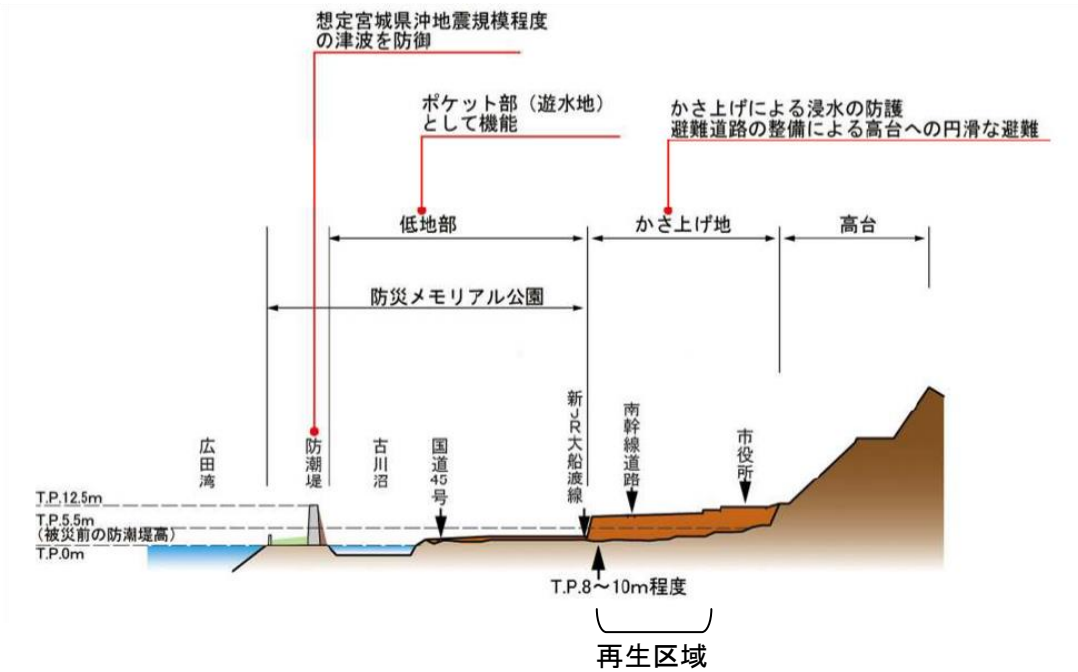 想定宮城県沖地震規模程度
の津波を防御
ポケット部（遊水地）
として機能
かさ上げによる浸水の防護
避難道路の整備による高台への円滑な避難
低地部
かさ上げ地
高台
防災メモリアル公園
広田湾
防潮堤
古川沼
国道45号
新JR大船渡線
南幹線道路
市役所
T.P.12.5m
T.P.5.5m
(被災前の防潮堤高)
T.P.0m
T.P.8～10m程度
再生区域